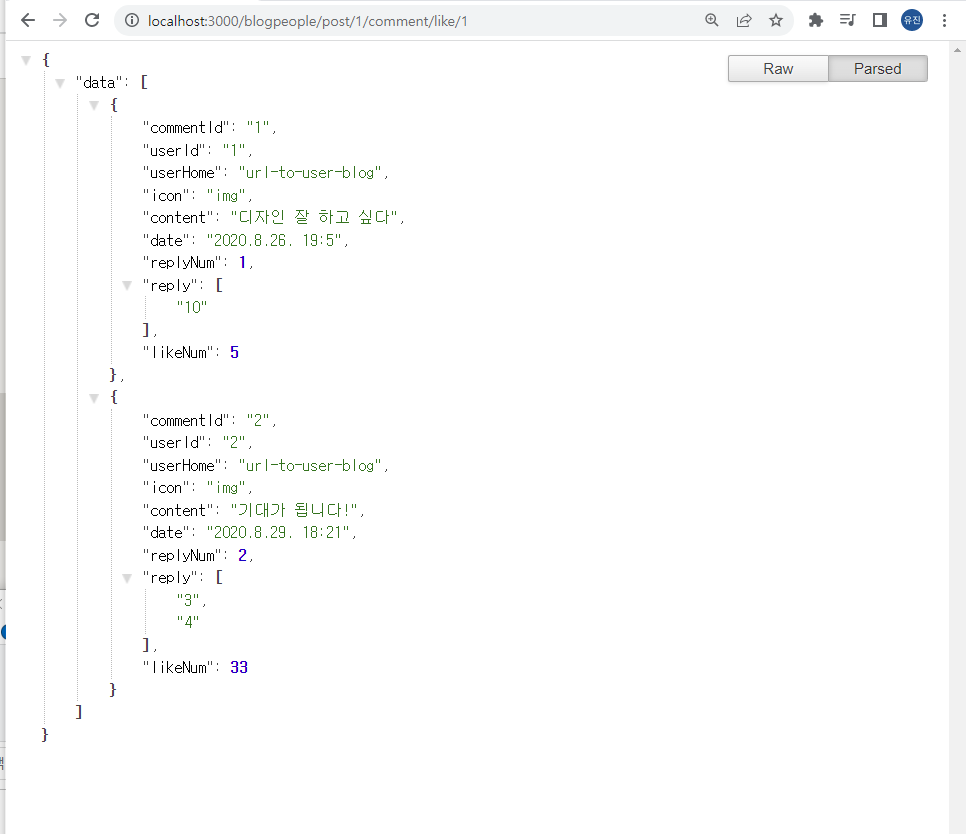 localhost:3000/blogpeople/post/1/comment/like/1
유진
Raw
Parsed
{
"data": [
{
"commentId": "1",
"userId": "1",
"userHome": "url-to-user-blog",
"icon": "img",
"content": "디자인 잘 하고 싶다",
"date": "2020.8.26. 19:5",
"replyNum": 1,
"reply": [
"10"
],
"likeNum": 5
},
{
"commentId": "2",
"userId": "2",
"userHome": "url-to-user-blog",
"icon": "img",
"content": "기대가 됩니다!",
"date": "2020.8.29. 18:21",
"replyNum": 2,
"reply": [
"3",
"4"
],
"likeNum": 33
}
]
}